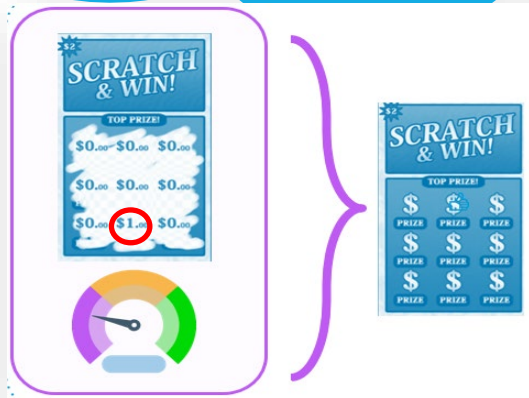 $2
SCRATCH
& WIN!
TOP PRIZE!
$0.00 $0.00 $0.00
$0.00 $0.00 $0.00
$0.00 $1.00 $0.00
$2
SCRATCH
& WIN!
TOP PRIZE!
$ $ $
PRIZE PRIZE PRIZE
$ $ $
PRIZE PRIZE PRIZE
$ $ $
PRIZE PRIZE PRIZE